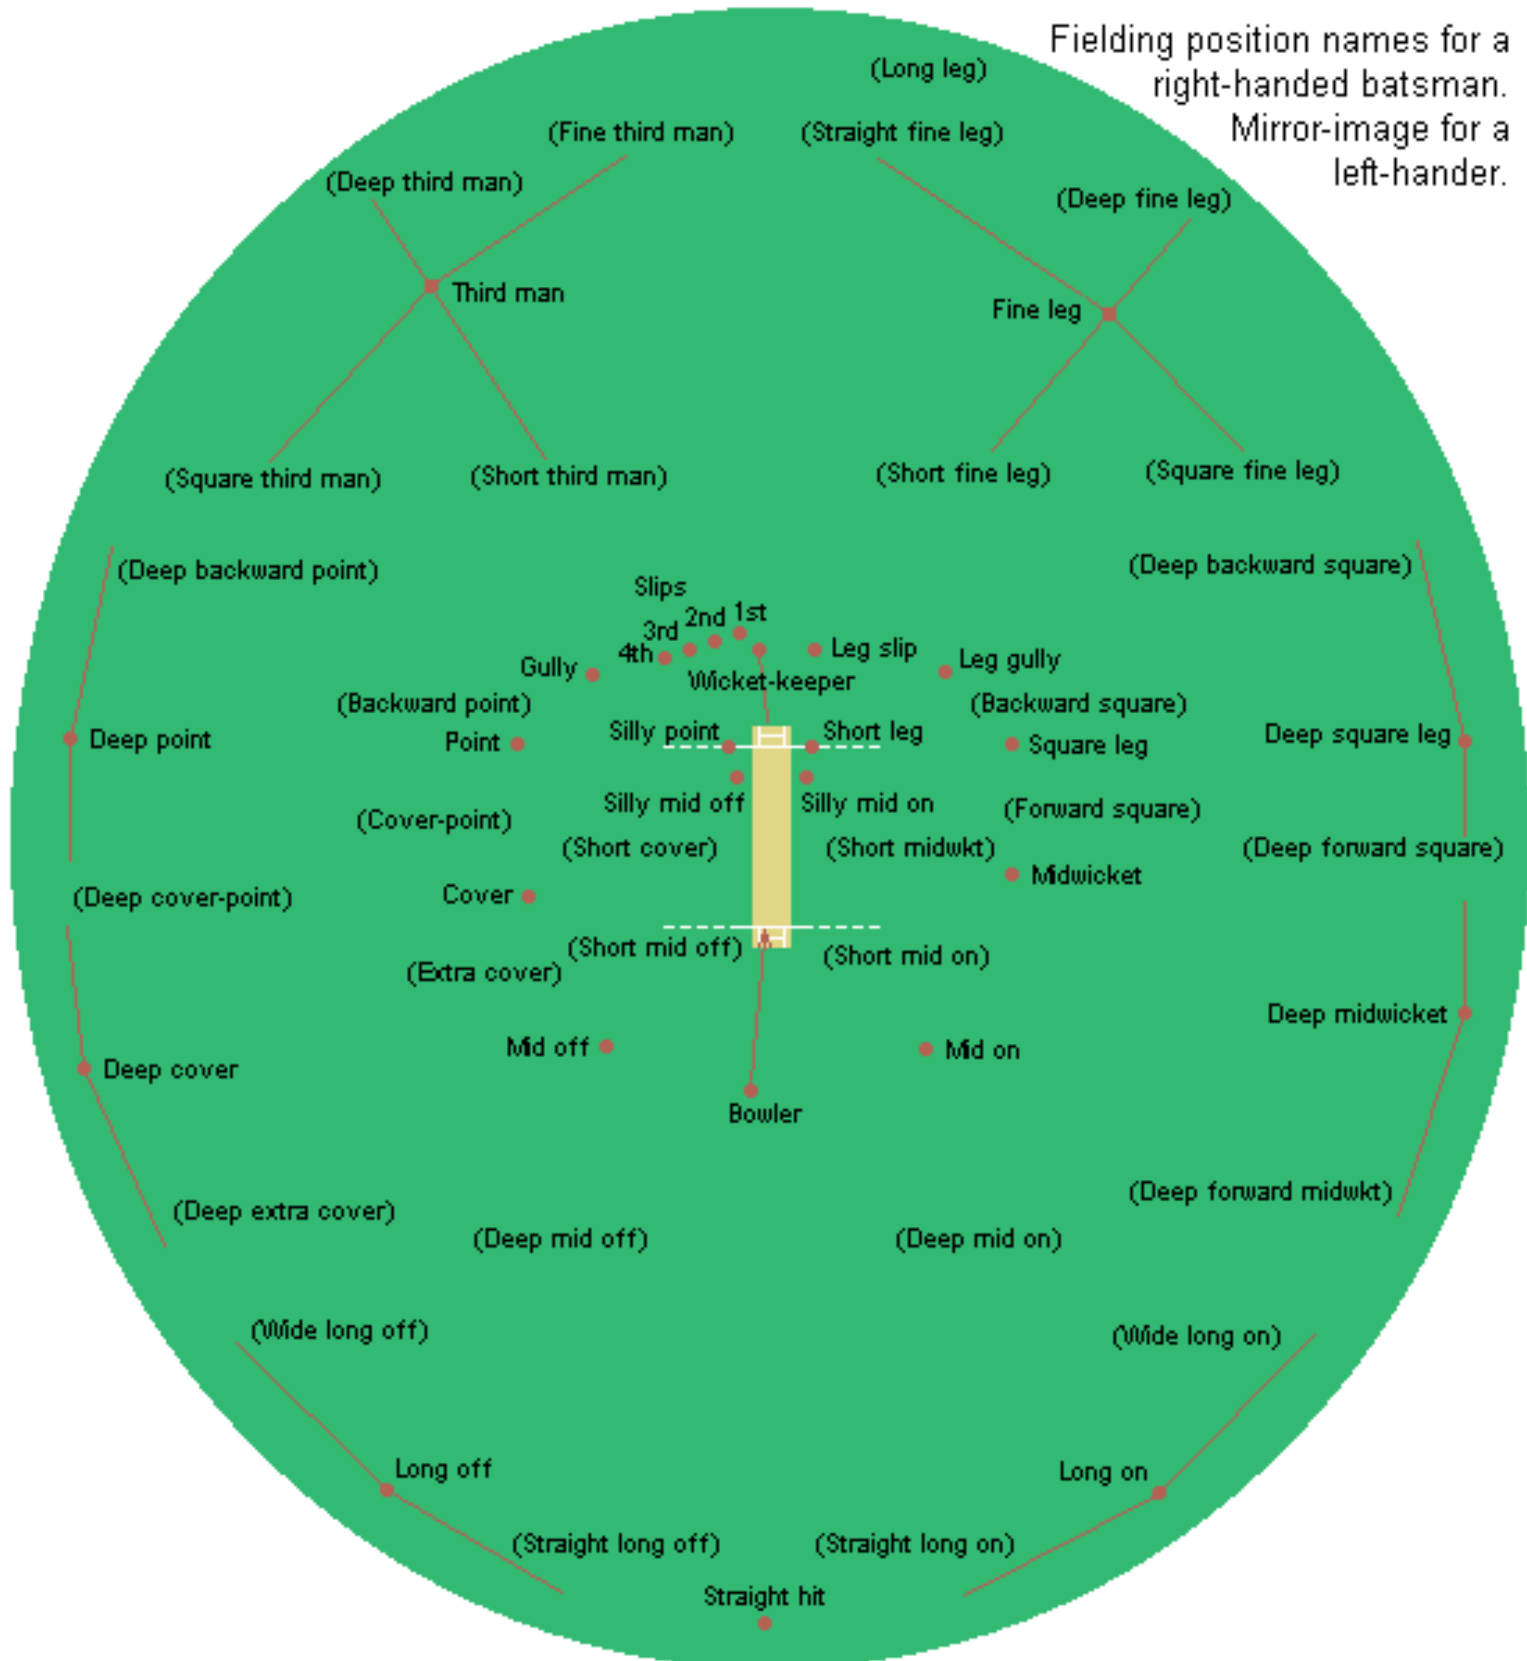 Fielding position names for a
right-handed batsman.
Mirror-image for a
left-hander.
(Long leg)
(Fine third man)
(Straight fine leg)
(Deep third man)
(Deep fine leg)
Third man
Fine leg
(Square third man)
(Short third man)
(Short fine leg)
(Square fine leg)
(Deep backward point)
(Deep backward square)
Slips
1st
2nd
3rd
4th
Leg slip
Gully
Leg gully
Wicket-keeper
(Backward point)
(Backward square)
Silly point
Short leg
Deep point
Point
Square leg
Deep square leg
Silly mid off
Silly mid on
(Forward square)
(Cover-point)
(Short cover)
(Short midwkt)
(Deep forward square)
Midwicket
Cover
(Deep cover-point)
(Short mid off)
(Short mid on)
(Extra cover)
Deep midwicket
Mid off
Mid on
Deep cover
Bowler
(Deep forward midwkt)
(Deep extra cover)
(Deep mid off)
(Deep mid on)
(Wide long off)
(Wide long on)
Long off
Long on
(Straight long off)
(Straight long on)
Straight hit